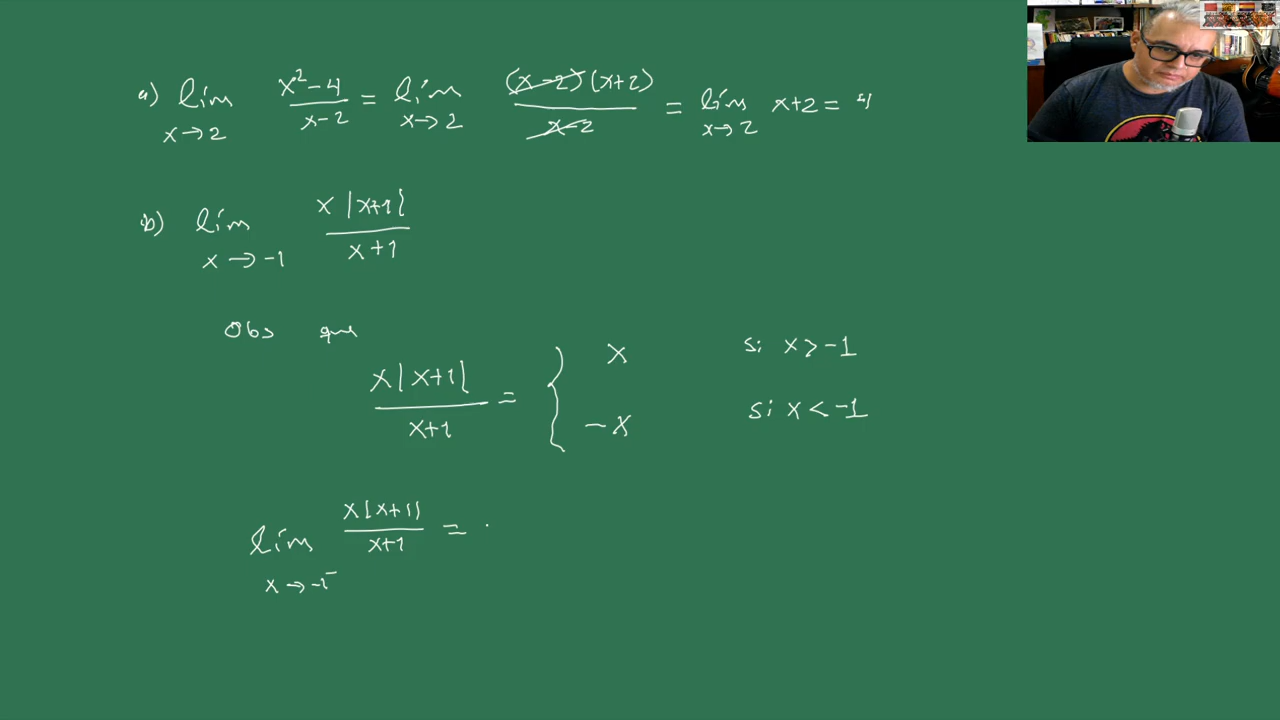 a) lim x→2 x²-4 / x-2 = lim x→2 (x-2)(x+2) / x-2 = lim x→2 x+2 = 4
b) lim x→-1 x|x+1| / x+1
Obs que
x|x+1| / x+1 = { x si x>-1
-x si x<-1
lim x→-1⁻ x|x+1| / x+1 =